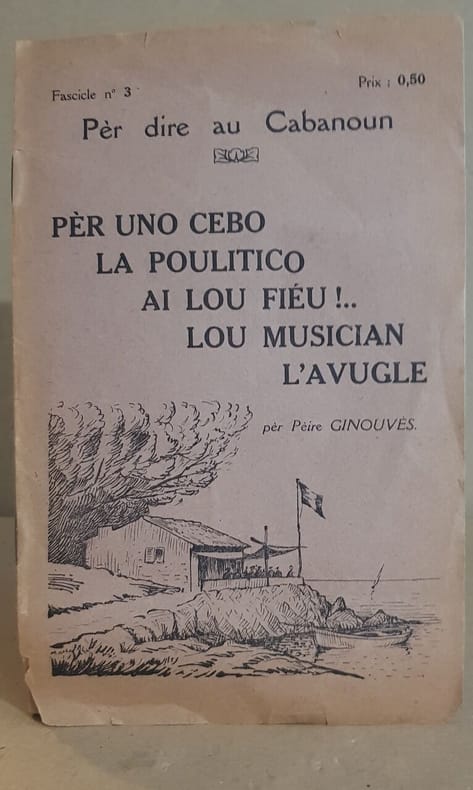 Fascicle n° 3
Prix : 0,50
Pèr dire au Cabanoun
PÈR UNO CEBO
LA POULITICO
AI LOU FIÉU !..
LOU MUSICIAN
L'AVUGLE
pèr Pèire GINOUVÈS.